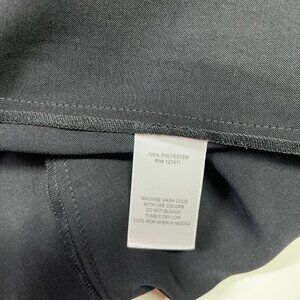 100% POLYESTER
RN# 121911
MACHINE WASH COLD
WITH LIKE COLORS
DO NOT BLEACH
TUMBLE DRY LOW
COOL IRON WHEN IS NEEDED